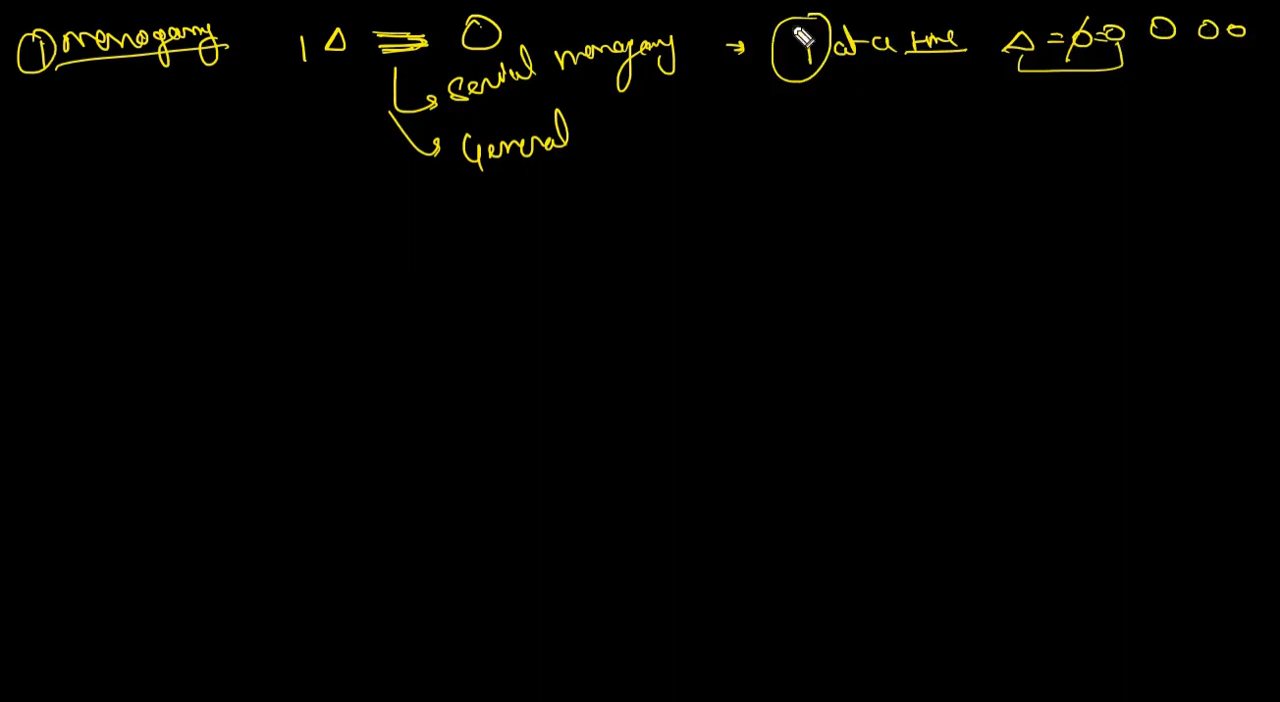 ① monogamy 1 Δ = O
serial monogamy → 1 at a time Δ = O = O O O O
General